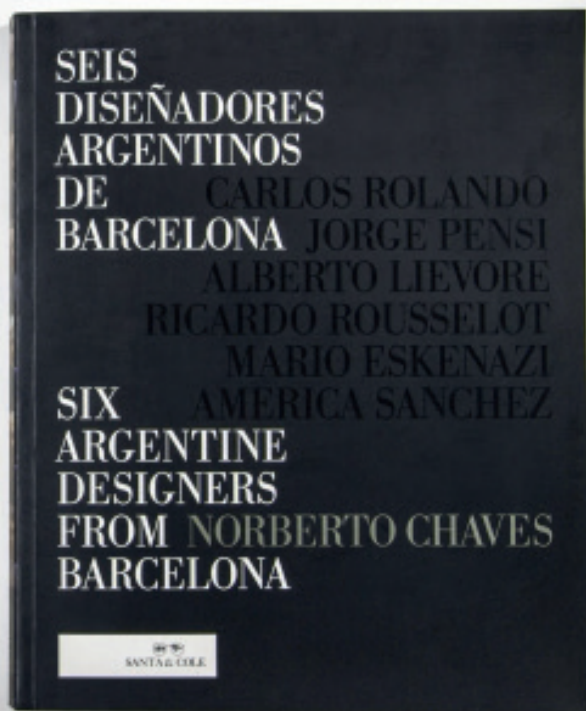 SEIS
DISEÑADORES
ARGENTINOS
DE CARLOS ROLANDO
BARCELONA JORGE PENSI
ALBERTO LIEVORE
RICARDO ROUSSELOT
MARIO ESKENAZI
SIX AMERICA SANCHEZ
ARGENTINE
DESIGNERS
FROM NORBERTO CHAVES
BARCELONA
SANTA & COLE